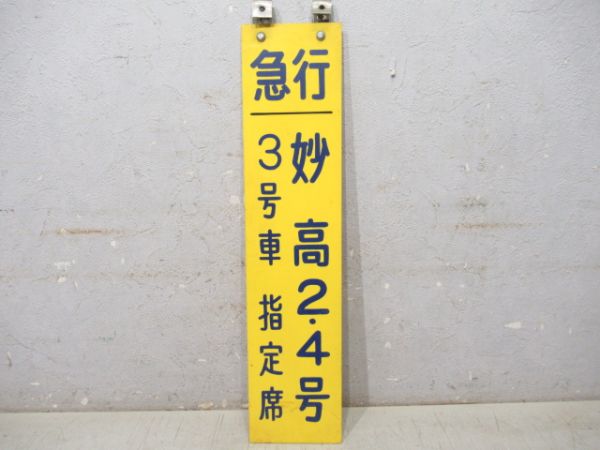 急行
妙高2・4号
3号車 指定席